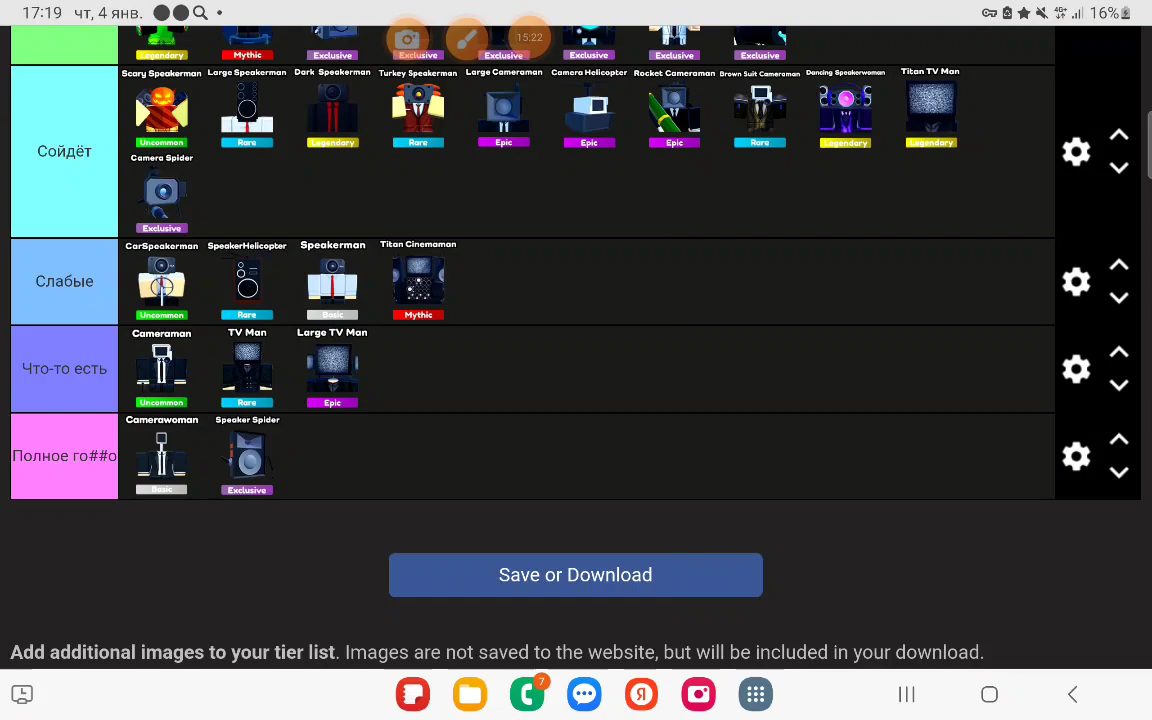 17:19 чт, 4 янв.
4G+ 16%
15:22
Legendary Mythic Exclusive Exclusive Exclusive Exclusive Exclusive Exclusive
Scary Speakerman Large Speakerman Dark Speakerman Turkey Speakerman Large Cameraman Camera Helicopter Rocket Cameraman Brown Suit Cameraman Dancing Speakerwoman Titan TV Man
Uncommon Rare Legendary Rare Epic Epic Epic Rare Legendary Legendary
Сойдёт
Camera Spider
Exclusive
CarSpeakerman SpeakerHelicopter Speakerman Titan Cinemaman
Слабые
Uncommon Rare Basic Mythic
Cameraman TV Man Large TV Man
Что-то есть
Uncommon Rare Epic
Camerawoman Speaker Spider
Полное го##о
Basic Exclusive
Save or Download
Add additional images to your tier list. Images are not saved to the website, but will be included in your download.
7
Я